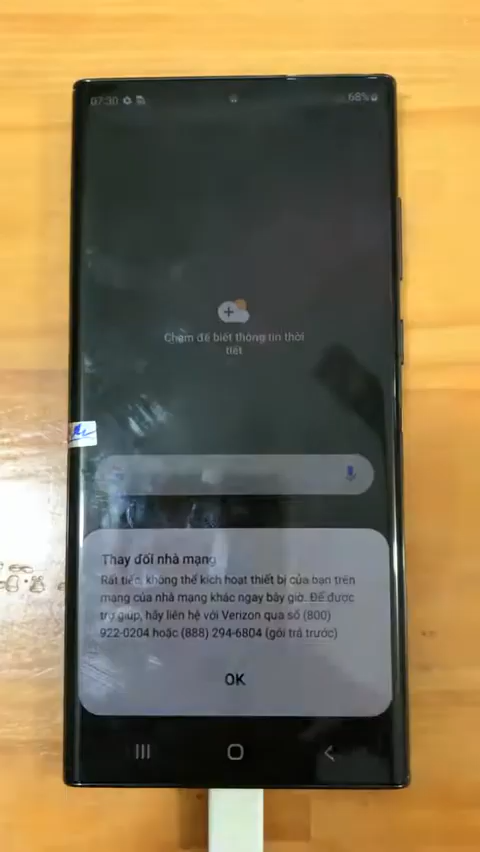 07:30
68%
Chạm để biết thông tin thời
tiết
Thay đổi nhà mạng
Rất tiếc, không thể kích hoạt thiết bị của bạn trên
mạng của nhà mạng khác ngay bây giờ. Để được
trợ giúp, hãy liên hệ với Verizon qua số (800)
922-0204 hoặc (888) 294-6804 (gói trả trước)
OK